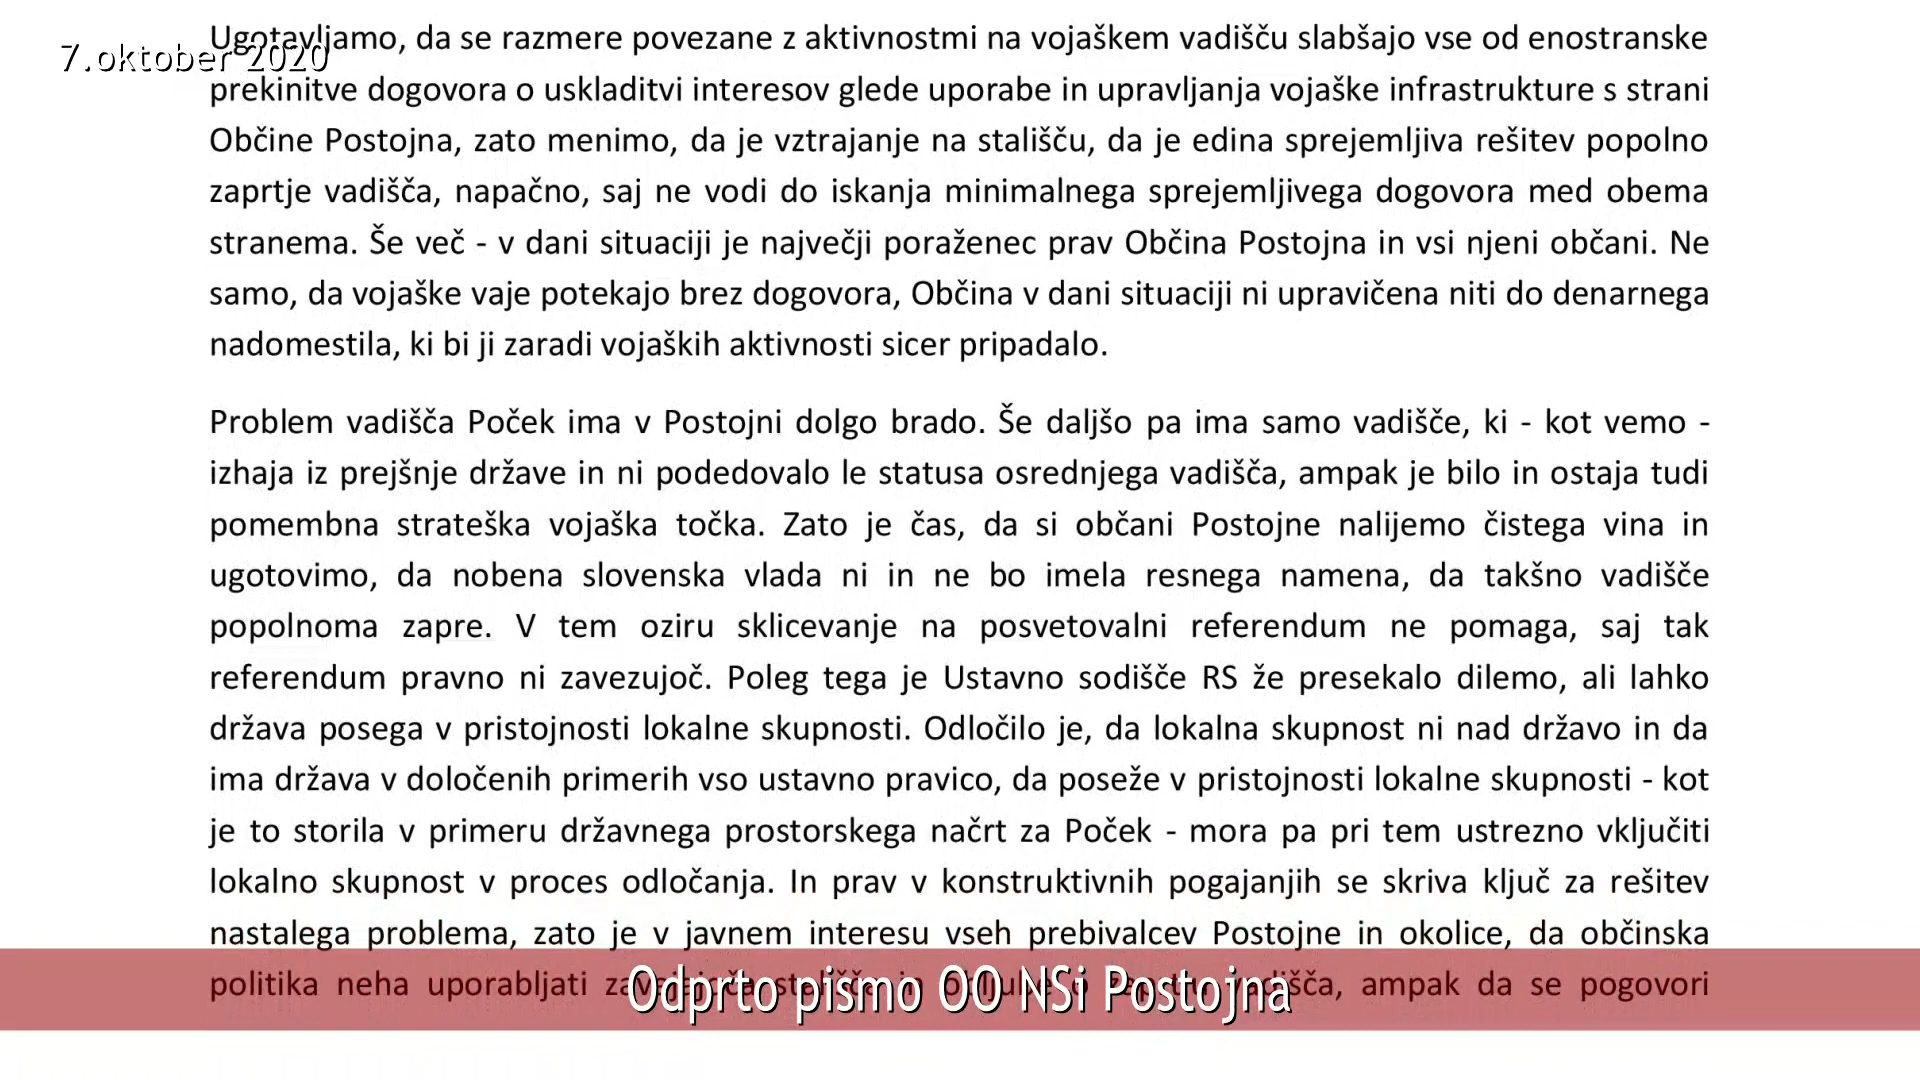 7.oktober 2020
Ugotavljamo, da se razmere povezane z aktivnostmi na vojaškem vadišču slabšajo vse od enostranske
prekinitve dogovora o uskladitvi interesov glede uporabe in upravljanja vojaške infrastrukture s strani
Občine Postojna, zato menimo, da je vztrajanje na stališču, da je edina sprejemljiva rešitev popolno
zaprtje vadišča, napačno, saj ne vodi do iskanja minimalnega sprejemljivega dogovora med obema
stranema. Še več - v dani situaciji je največji poraženec prav Občina Postojna in vsi njeni občani. Ne
samo, da vojaške vaje potekajo brez dogovora, Občina v dani situaciji ni upravičena niti do denarnega
nadomestila, ki bi ji zaradi vojaških aktivnosti sicer pripadalo.
Problem vadišča Poček ima v Postojni dolgo brado. Še daljšo pa ima samo vadišče, ki - kot vemo -
izhaja iz prejšnje države in ni podedovalo le statusa osrednjega vadišča, ampak je bilo in ostaja tudi
pomembna strateška vojaška točka. Zato je čas, da si občani Postojne nalijemo čistega vina in
ugotovimo, da nobena slovenska vlada ni in ne bo imela resnega namena, da takšno vadišče
popolnoma zapre. V tem oziru sklicevanje na posvetovalni referendum ne pomaga, saj tak
referendum pravno ni zavezujoč. Poleg tega je Ustavno sodišče RS že presekalo dilemo, ali lahko
država posega v pristojnosti lokalne skupnosti. Odločilo je, da lokalna skupnost ni nad državo in da
ima država v določenih primerih vso ustavno pravico, da poseže v pristojnosti lokalne skupnosti - kot
je to storila v primeru državnega prostorskega načrt za Poček - mora pa pri tem ustrezno vključiti
lokalno skupnost v proces odločanja. In prav v konstruktivnih pogajanjih se skriva ključ za rešitev
nastalega problema, zato je v javnem interesu vseh prebivalcev Postojne in okolice, da občinska
politika neha uporabljati vadišča, ampak da se pogovori
Odprto pismo OO NSi Postojna